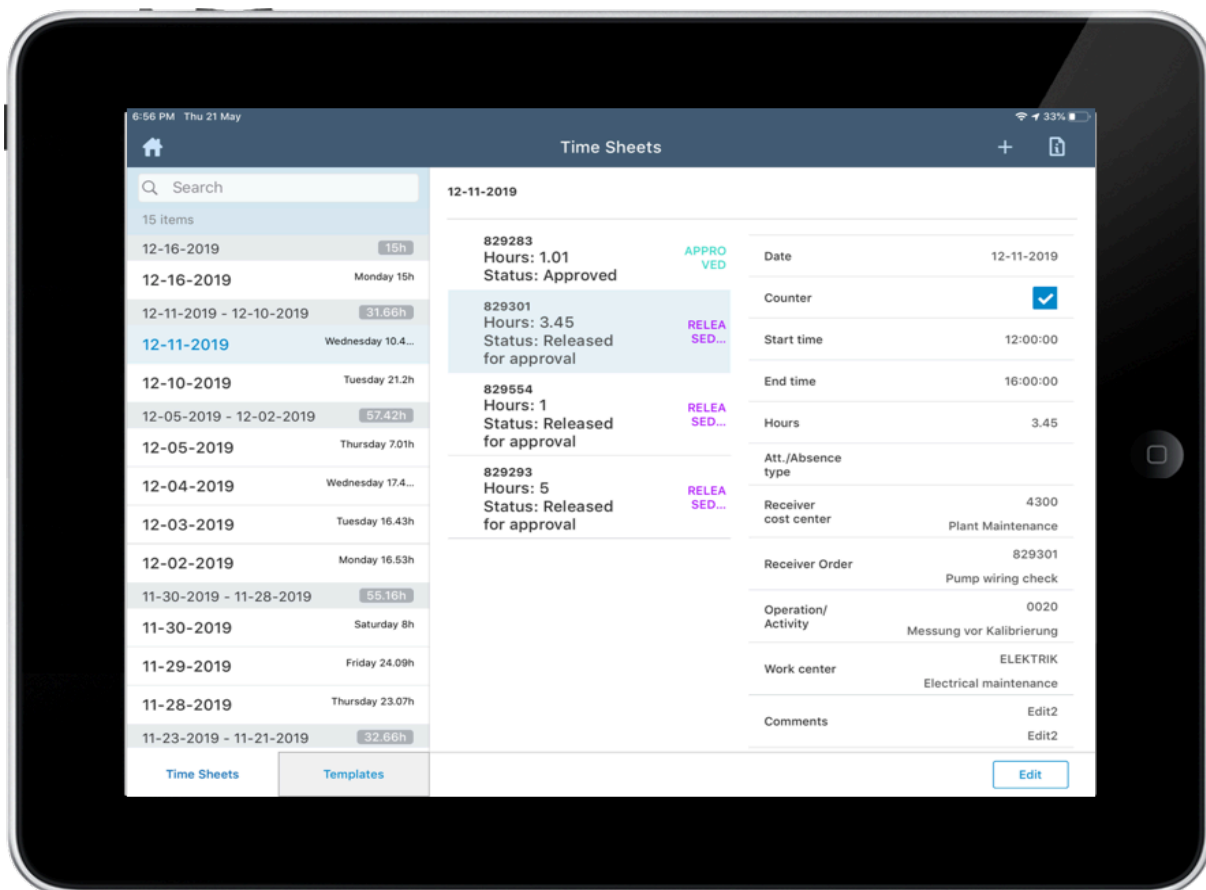 6:56 PM Thu 21 May
33%
Time Sheets
Search
15 items
12-16-2019 15h
12-16-2019 Monday 15h
12-11-2019 - 12-10-2019 31.66h
12-11-2019 Wednesday 10.4...
12-10-2019 Tuesday 21.2h
12-05-2019 - 12-02-2019 57.42h
12-05-2019 Thursday 7.01h
12-04-2019 Wednesday 17.4...
12-03-2019 Tuesday 16.43h
12-02-2019 Monday 16.53h
11-30-2019 - 11-28-2019 55.16h
11-30-2019 Saturday 8h
11-29-2019 Friday 24.09h
11-28-2019 Thursday 23.07h
11-23-2019 - 11-21-2019 32.66h
Time Sheets
Templates
12-11-2019
829283
Hours: 1.01
Status: Approved
APPRO
VED
829301
Hours: 3.45
Status: Released
for approval
RELEA
SED...
829554
Hours: 1
Status: Released
for approval
RELEA
SED...
829293
Hours: 5
Status: Released
for approval
RELEA
SED...
Date 12-11-2019
Counter
Start time 12:00:00
End time 16:00:00
Hours 3.45
Att./Absence
type
Receiver
cost center
4300
Plant Maintenance
Receiver Order
829301
Pump wiring check
Operation/
Activity
0020
Messung vor Kalibrierung
Work center
ELEKTRIK
Electrical maintenance
Comments
Edit2
Edit2
Edit